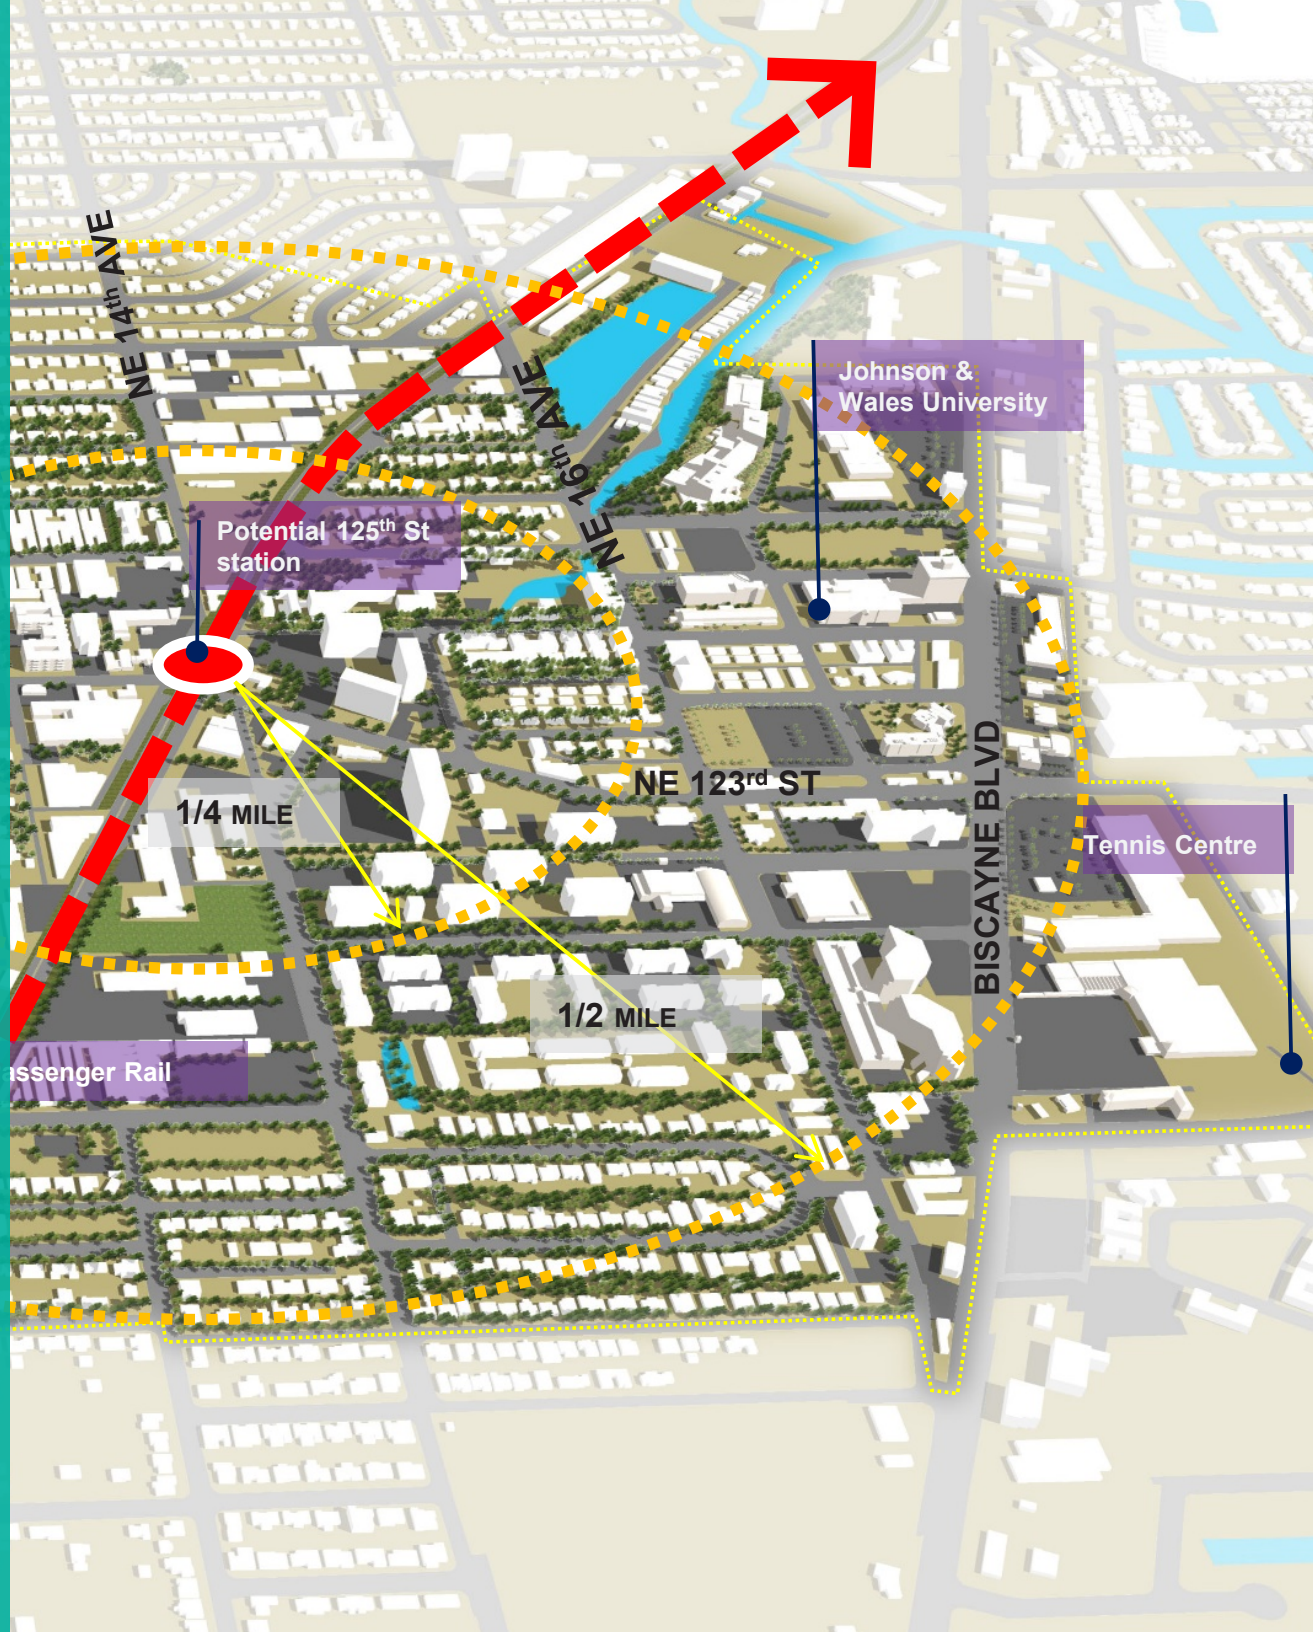 NE 14th AVE
Johnson &
Wales University
NE 16th AVE
Potential 125th St
station
BISCAYNE BLVD
NE 123rd ST
1/4 MILE
Tennis Centre
1/2 MILE
assenger Rail